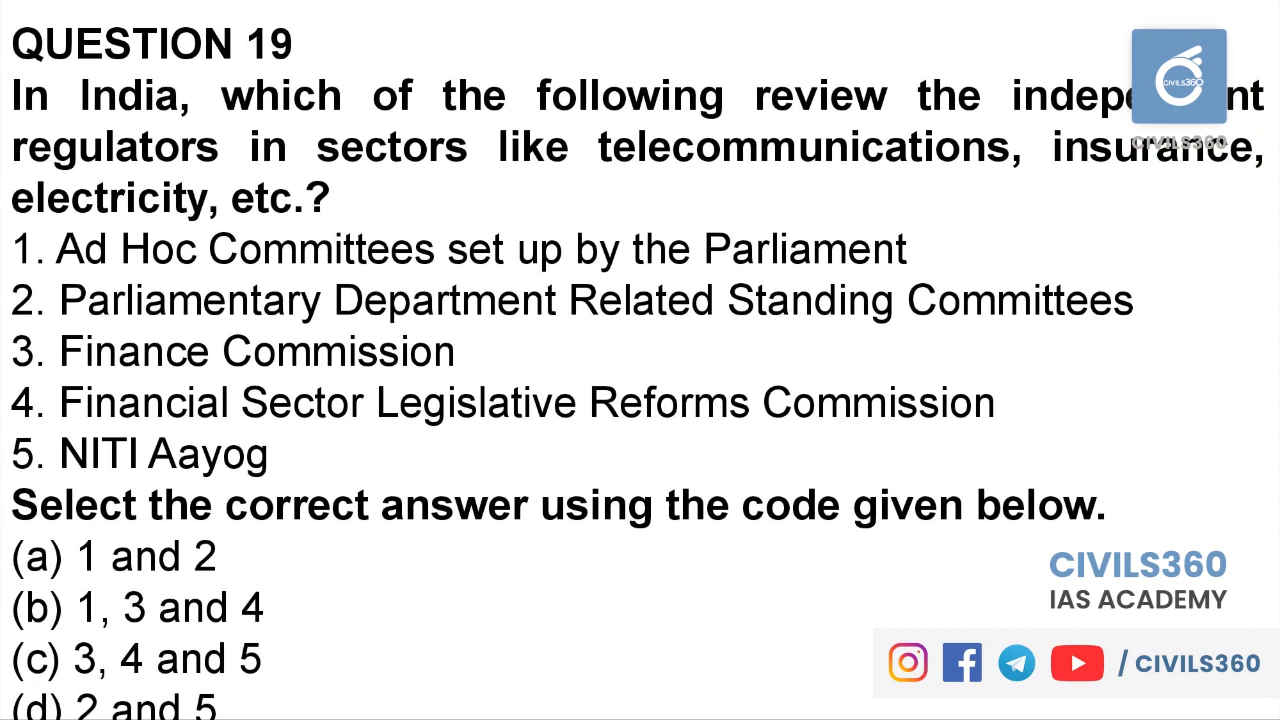 QUESTION 19
In India, which of the following review the
regulators in sectors like telecommunications, insurance,
electricity, etc.?
1. Ad Hoc Committees set up by the Parliament
2. Parliamentary Department Related Standing Committees
3. Finance Commission
4. Financial Sector Legislative Reforms Commission
5. NITI Aayog
Select the correct answer using the code given below.
(a) 1 and 2
(b) 1, 3 and 4
(c) 3, 4 and 5
(d) 2 and 5
CIVILS360
CIVILS360
CIVILS360
IAS ACADEMY
/ CIVILS360